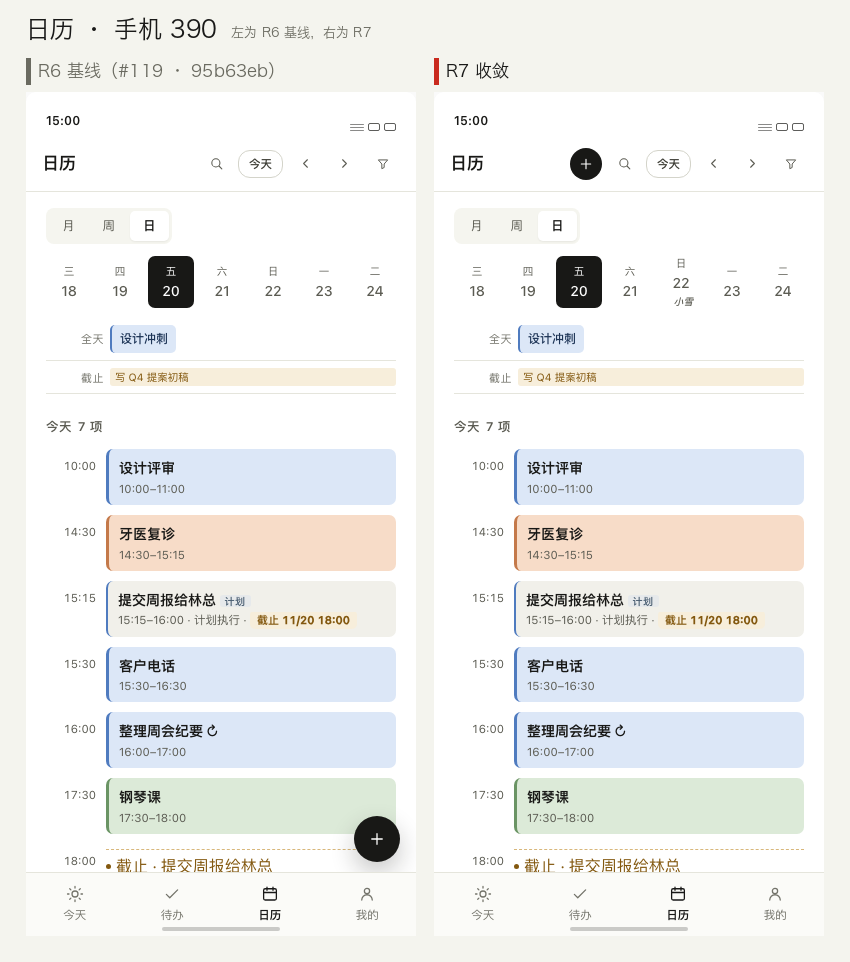 日历 · 手机 390 左为 R6 基线，右为 R7
R6 基线（#119 · 95b63eb）
15:00
日历
今天
月 周 日
三 四 五 六 日 一 二
18 19 20 21 22 23 24
全天 设计冲刺
截止 写 Q4 提案初稿
今天 7 项
10:00 设计评审
10:00–11:00
14:30 牙医复诊
14:30–15:15
15:15 提交周报给林总 计划
15:15–16:00 · 计划执行 · 截止 11/20 18:00
15:30 客户电话
15:30–16:30
16:00 整理周会纪要
16:00–17:00
17:30 钢琴课
17:30–18:00
18:00 • 截止 · 提交周报给林总
今天 待办 日历 我的
R7 收敛
15:00
日历
今天
月 周 日
三 四 五 六 日 一 二
18 19 20 21 22 23 24
小雪
全天 设计冲刺
截止 写 Q4 提案初稿
今天 7 项
10:00 设计评审
10:00–11:00
14:30 牙医复诊
14:30–15:15
15:15 提交周报给林总 计划
15:15–16:00 · 计划执行 · 截止 11/20 18:00
15:30 客户电话
15:30–16:30
16:00 整理周会纪要
16:00–17:00
17:30 钢琴课
17:30–18:00
18:00 • 截止 · 提交周报给林总
今天 待办 日历 我的